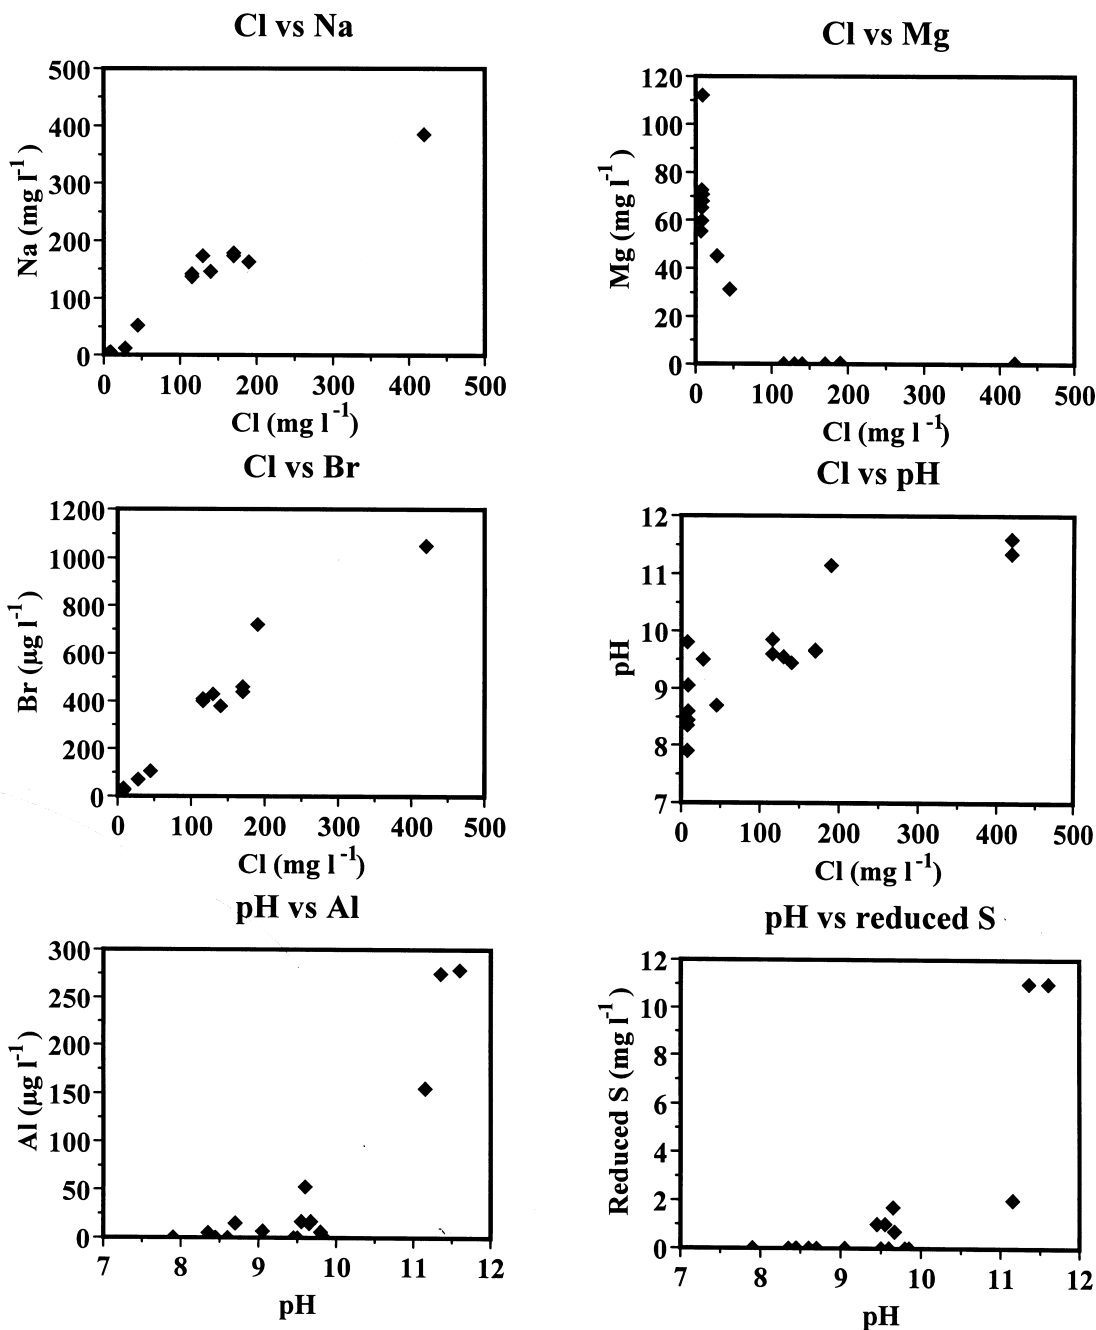 Cl vs Na
500
400
300
200
100
0
0 100 200 300 400 500
Na (mg l⁻¹)
Cl (mg l⁻¹)
Cl vs Mg
120
100
80
60
40
20
0
0 100 200 300 400 500
Mg (mg l⁻¹)
Cl (mg l⁻¹)
Cl vs Br
1200
1000
800
600
400
200
0
0 100 200 300 400 500
Br (µg l⁻¹)
Cl (mg l⁻¹)
Cl vs pH
12
11
10
9
8
7
0 100 200 300 400 500
pH
Cl (mg l⁻¹)
pH vs Al
300
250
200
150
100
50
0
7 8 9 10 11 12
Al (µg l⁻¹)
pH
pH vs reduced S
12
10
8
6
4
2
0
7 8 9 10 11 12
Reduced S (mg l⁻¹)
pH